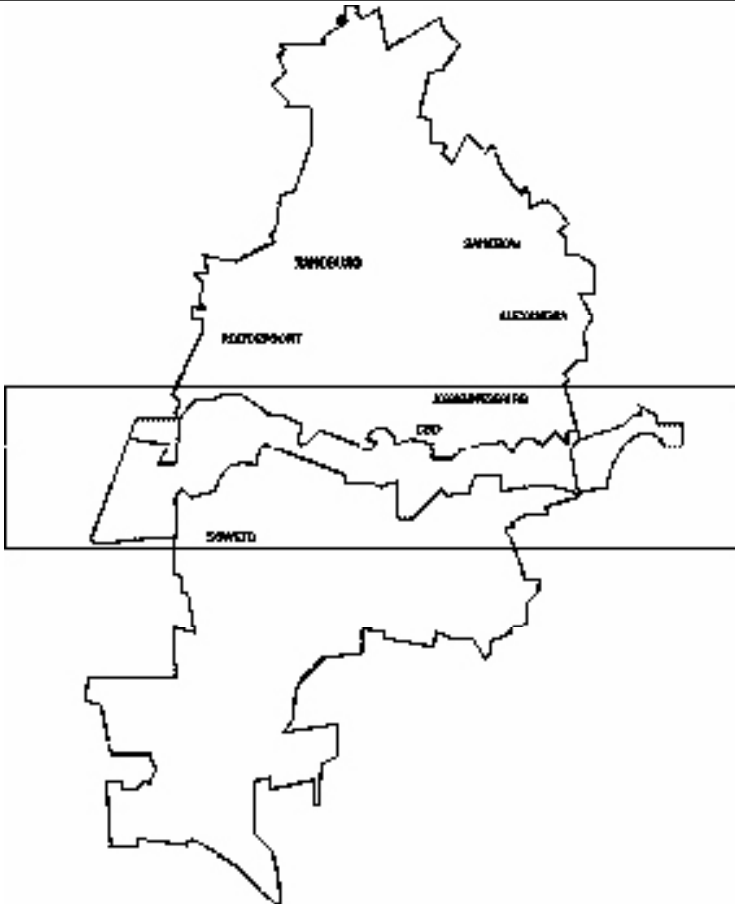 SANDTON
RANDBURG
ALEXANDRA
ROODEPOORT
JOHANNESBURG
CBD
SOWETO